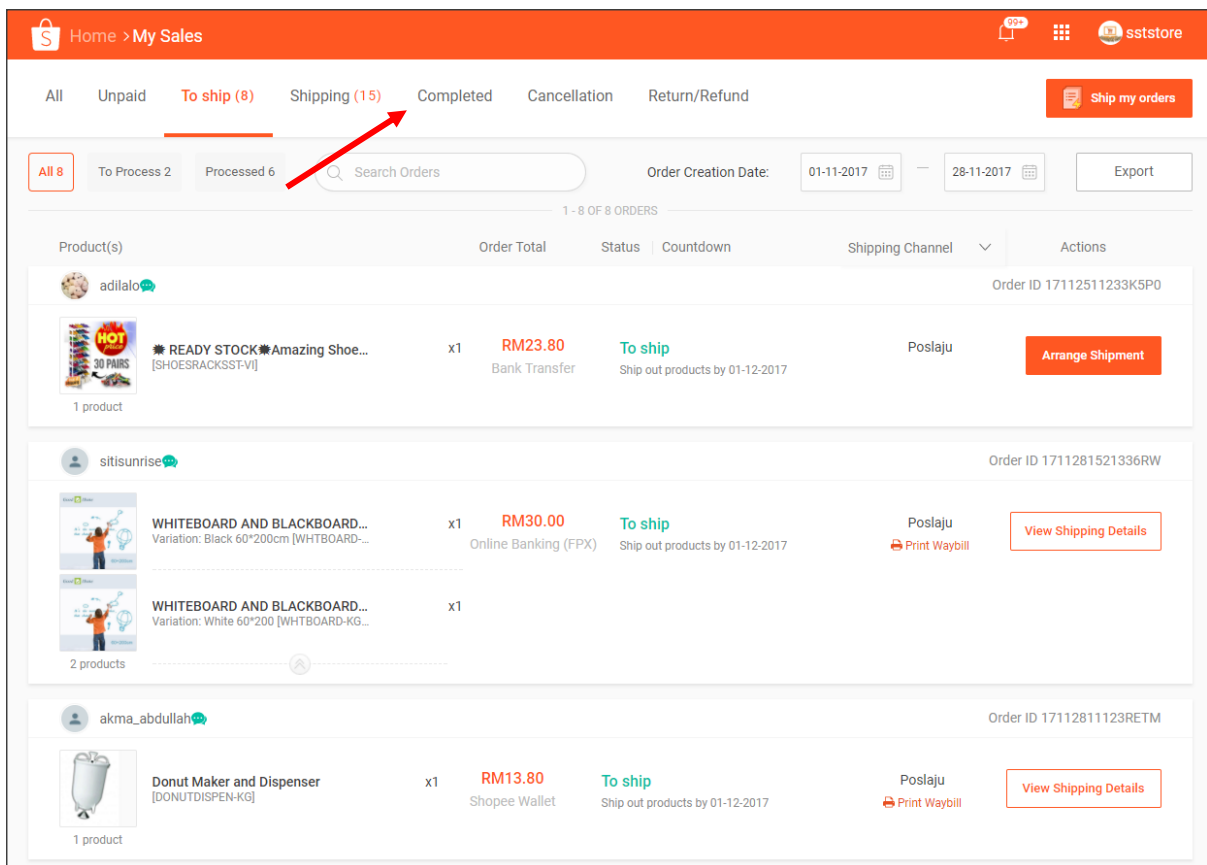 Home > My Sales
99+
sststore
All Unpaid To ship (8) Shipping (15) Completed Cancellation Return/Refund
Ship my orders
All 8 To Process 2 Processed 6 Search Orders Order Creation Date: 01-11-2017 — 28-11-2017 Export
1 - 8 OF 8 ORDERS
Product(s) Order Total Status Countdown Shipping Channel Actions
adilalo Order ID 17112511233K5P0
HOT
price
30 PAIRS
READY STOCK Amazing Shoe... x1 RM23.80 To ship Poslaju Arrange Shipment
[SHOESRACKSST-VI] Bank Transfer Ship out products by 01-12-2017
1 product
sitisunrise Order ID 1711281521336RW
WHITEBOARD AND BLACKBOARD... x1 RM30.00 To ship Poslaju View Shipping Details
Variation: Black 60*200cm [WHTBOARD-... Online Banking (FPX) Ship out products by 01-12-2017 Print Waybill
WHITEBOARD AND BLACKBOARD... x1
Variation: White 60*200 [WHTBOARD-KG...
2 products
akma_abdullah Order ID 17112811123RETM
Donut Maker and Dispenser x1 RM13.80 To ship Poslaju View Shipping Details
[DONUTDISPEN-KG] Shopee Wallet Ship out products by 01-12-2017 Print Waybill
1 product